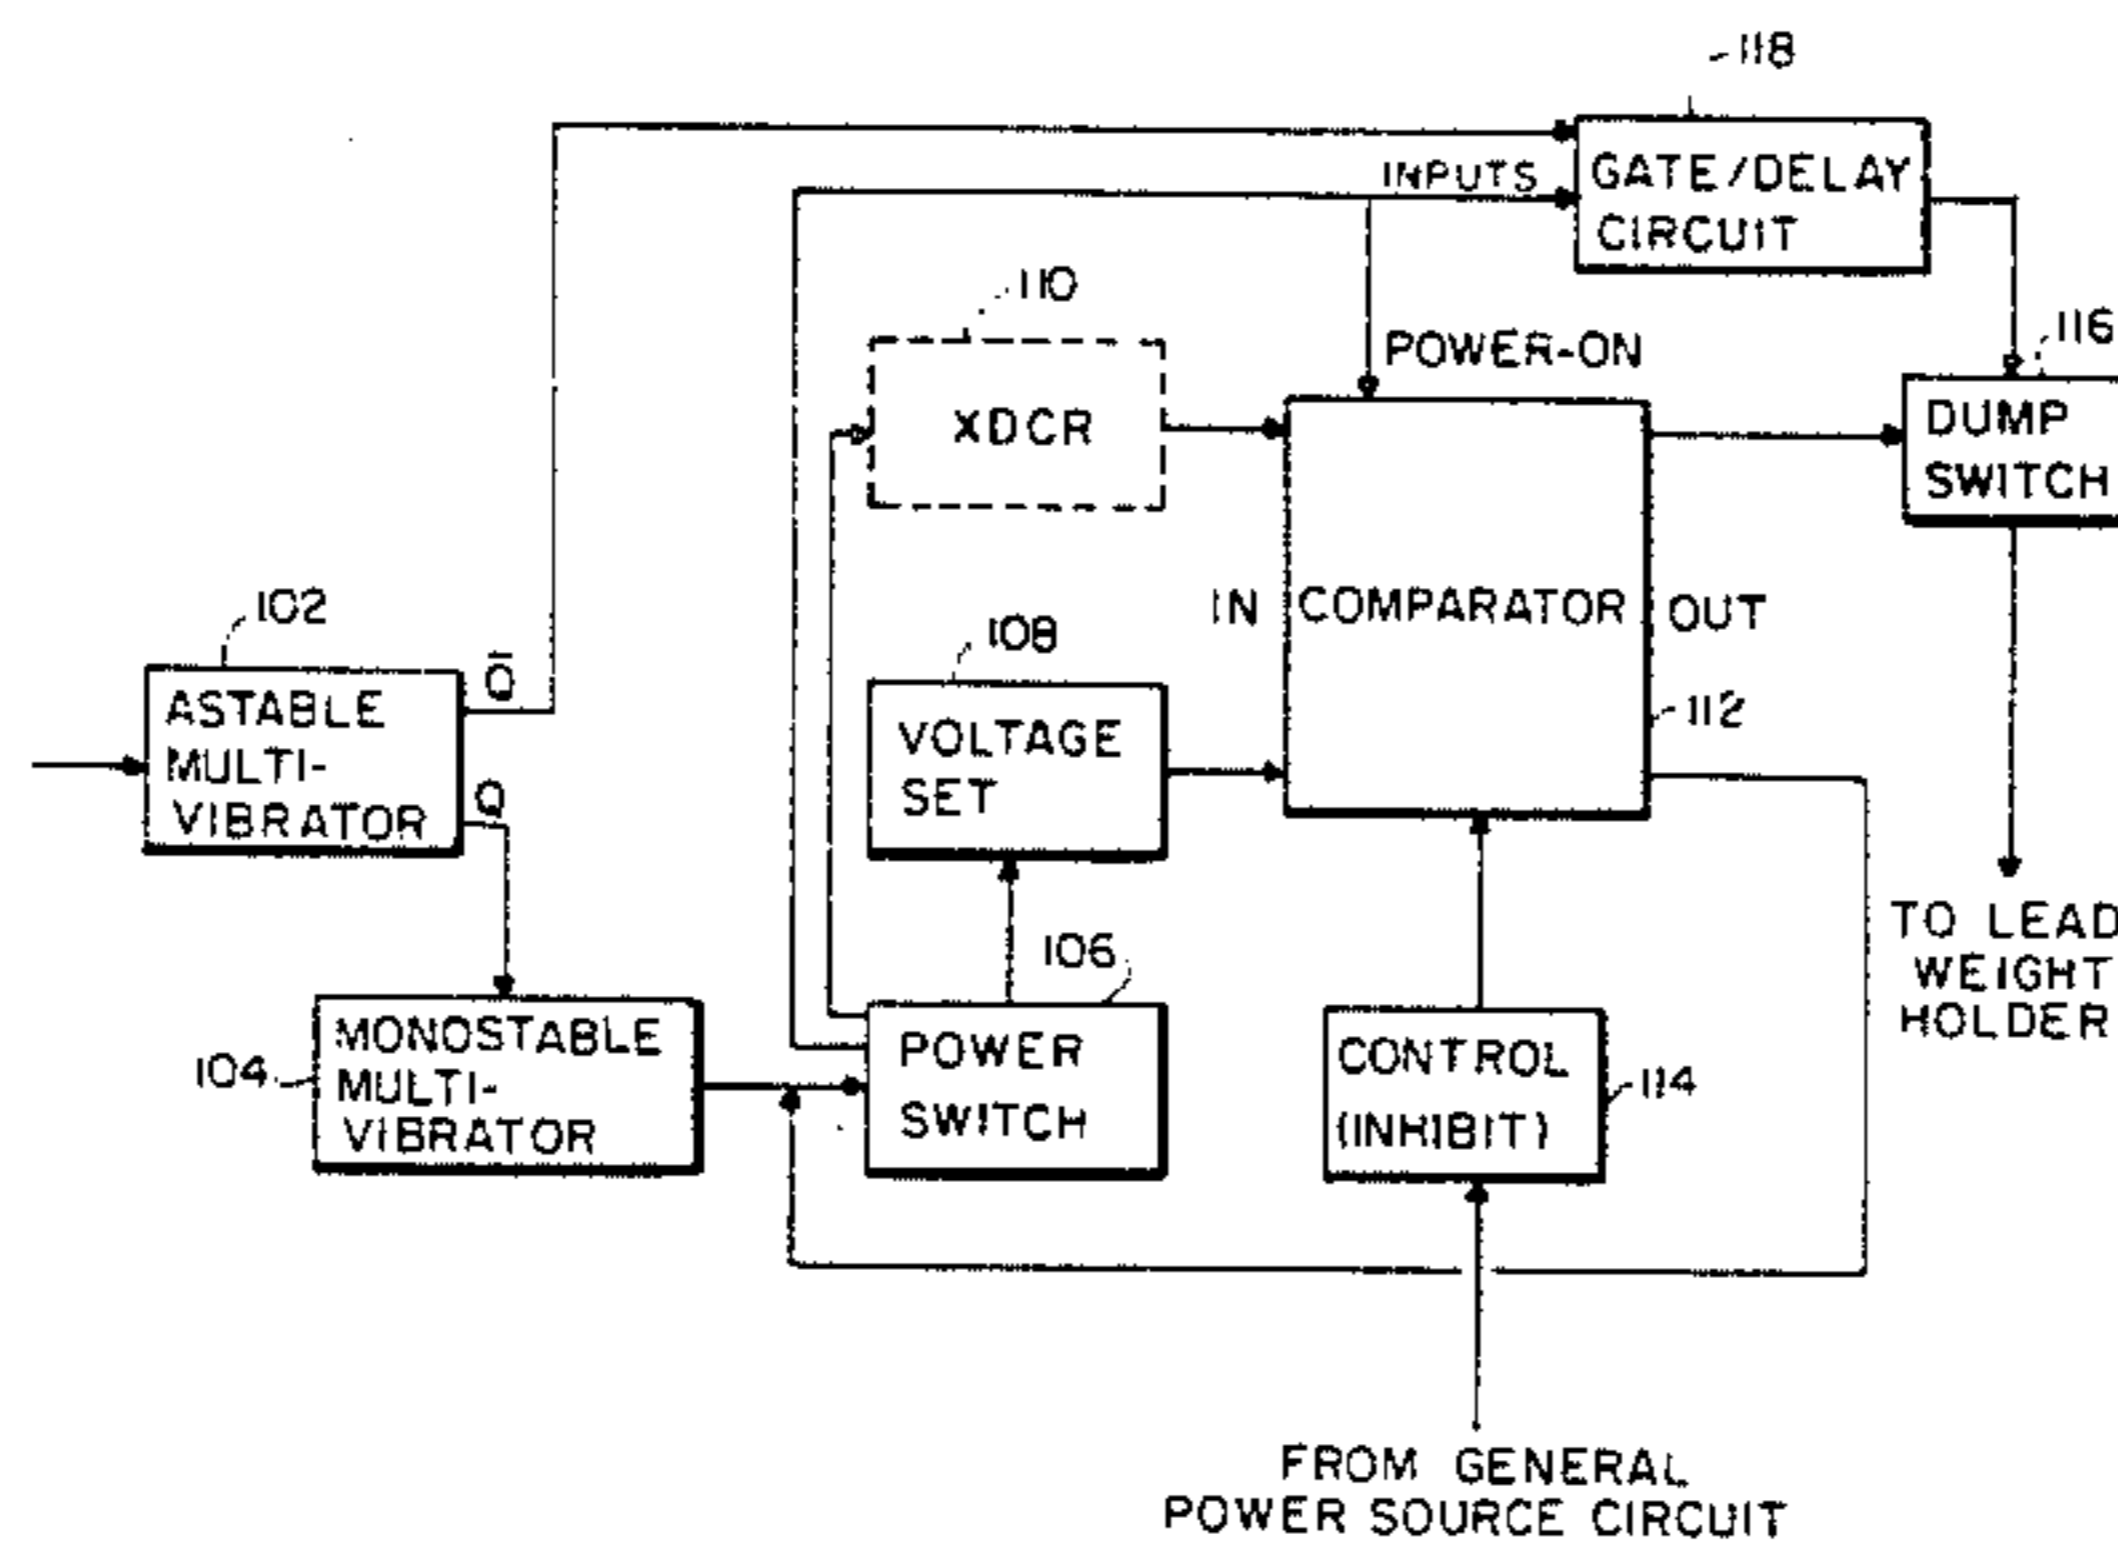 118
INPUTS
GATE/DELAY
CIRCUIT
110
116
POWER-ON
XDCR
DUMP
SWITCH
102
IN
COMPARATOR
OUT
108
Q̄
ASTABLE
MULTI-
VIBRATOR
Q
VOLTAGE
SET
112
TO LEAD
WEIGHT
HOLDER
106
104
MONOSTABLE
MULTI-
VIBRATOR
POWER
SWITCH
CONTROL
(INHIBIT)
114
FROM GENERAL
POWER SOURCE CIRCUIT